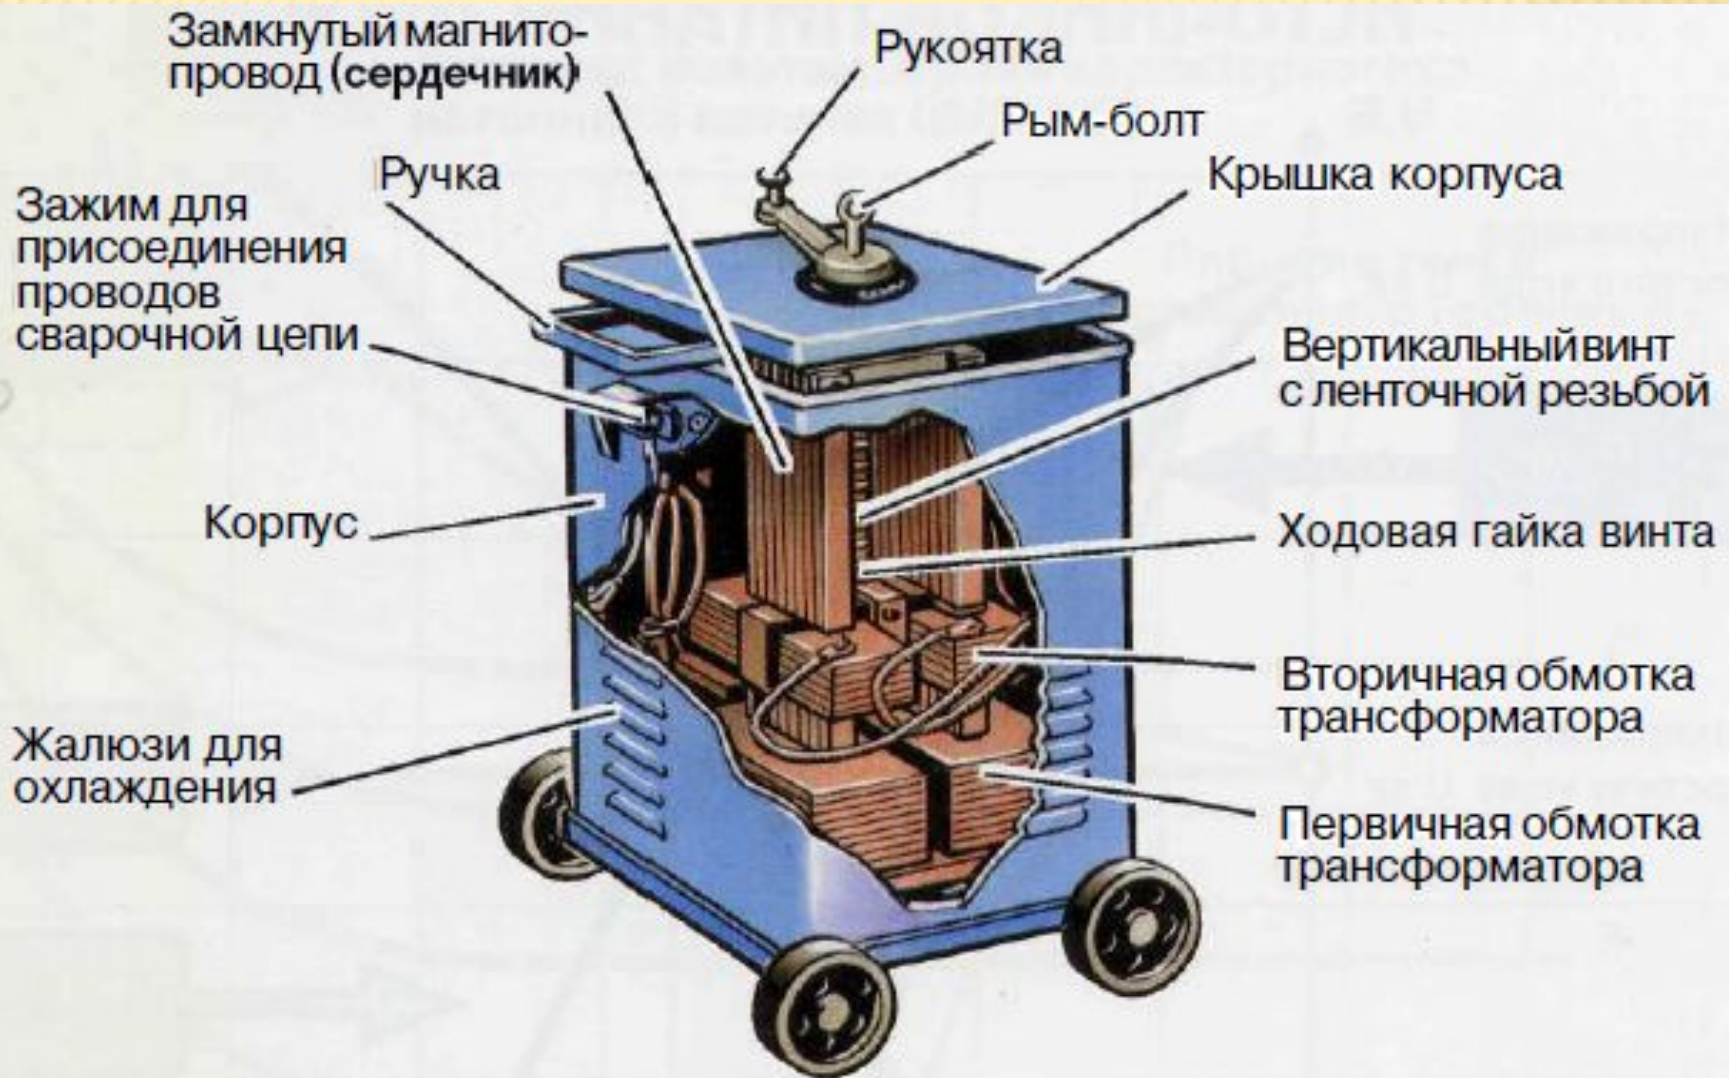 Замкнутый магнито-
провод (сердечник)
Рукоятка
Рым-болт
Ручка
Крышка корпуса
Зажим для
присоединения
проводов
сварочной цепи
Вертикальный винт
с ленточной резьбой
Корпус
Ходовая гайка винта
Вторичная обмотка
трансформатора
Жалюзи для
охлаждения
Первичная обмотка
трансформатора